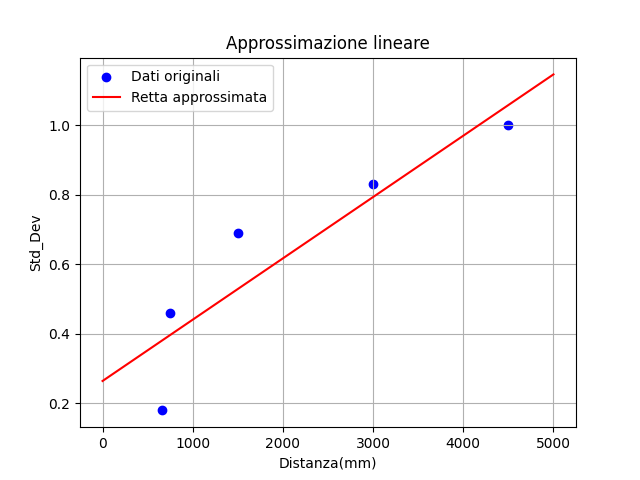 Approssimazione lineare
Dati originali
Retta approssimata
1.0
0.8
0.6
0.4
0.2
Std_Dev
0 1000 2000 3000 4000 5000
Distanza(mm)